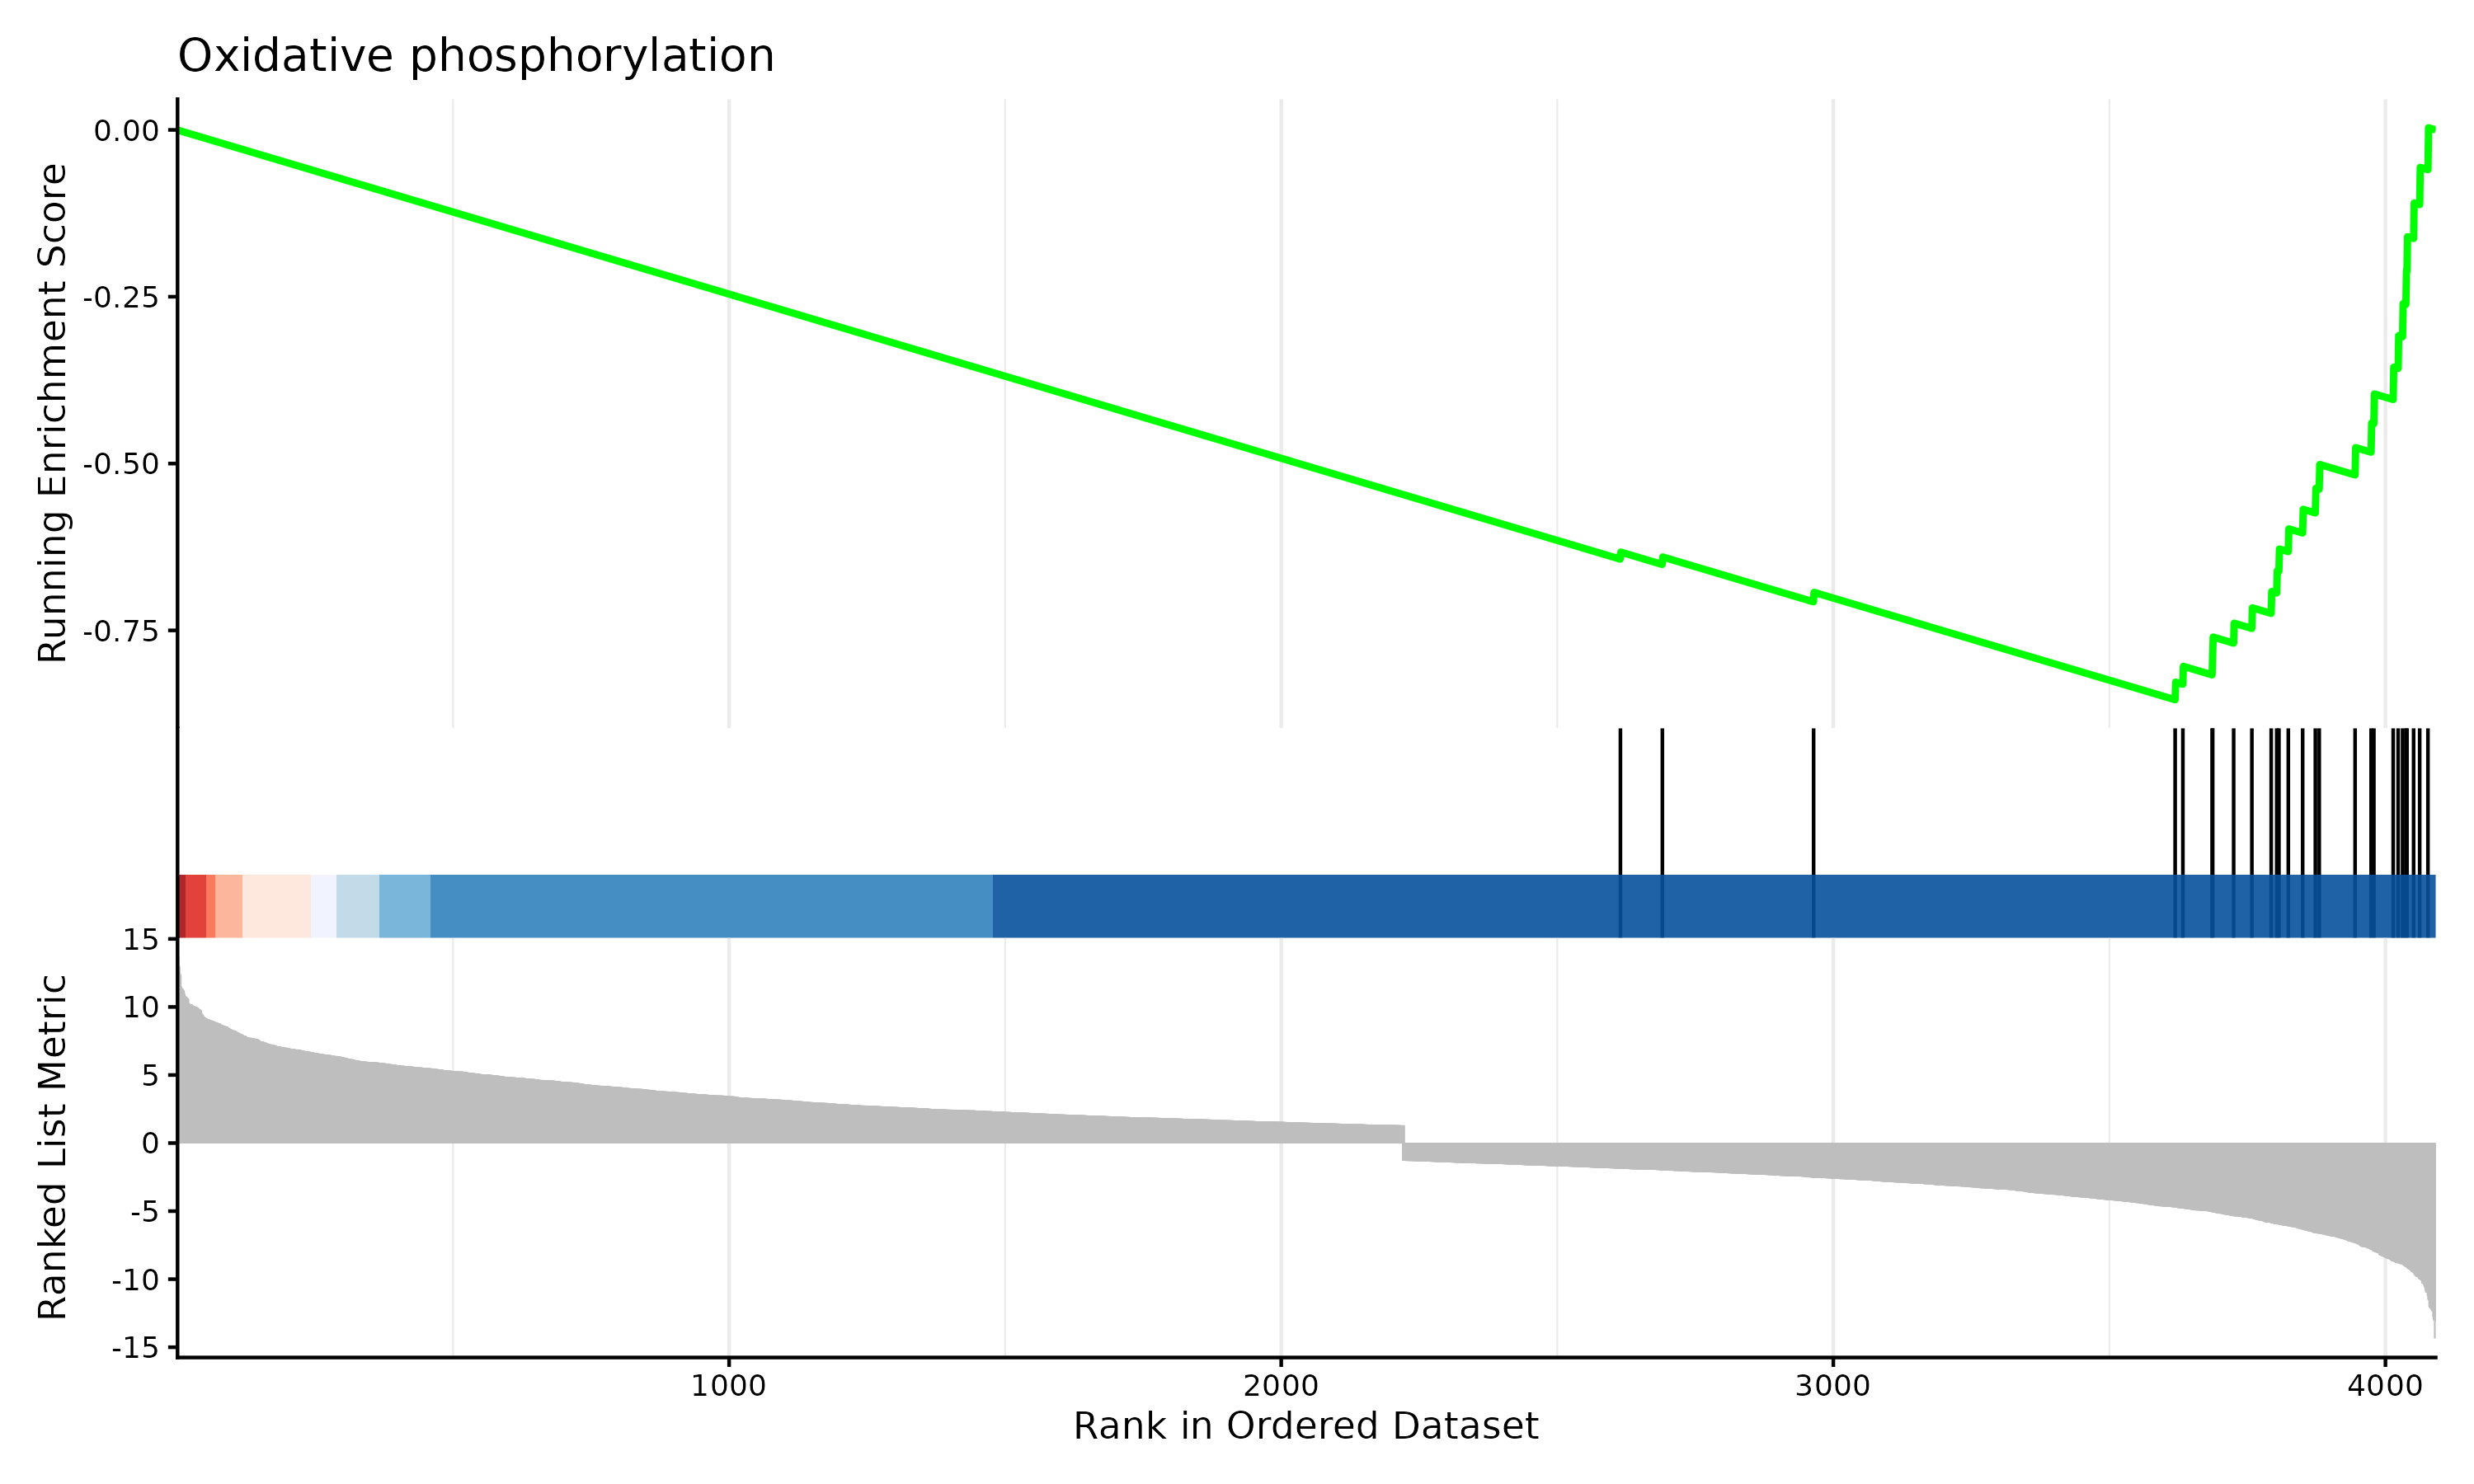 Oxidative phosphorylation
Running Enrichment Score
0.00
-0.25
-0.50
-0.75
Ranked List Metric
15
10
5
0
-5
-10
-15
1000 2000 3000 4000
Rank in Ordered Dataset